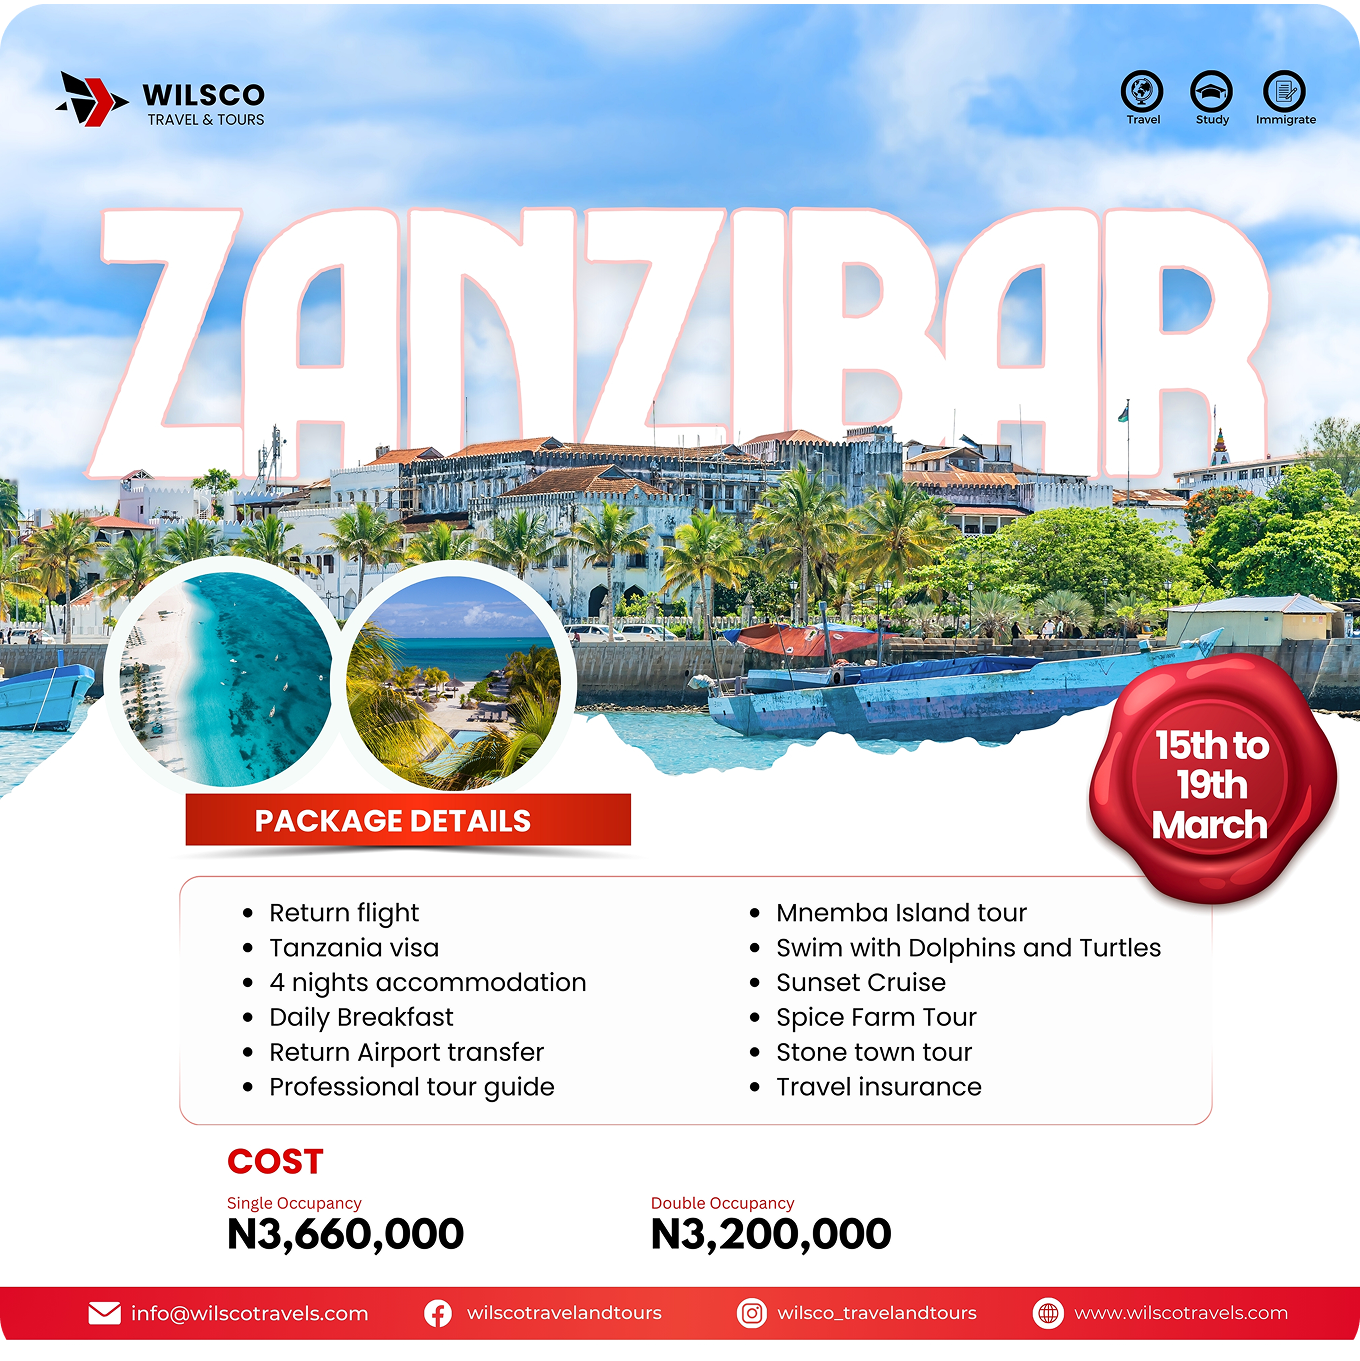 WILSCO
TRAVEL & TOURS
Travel
Study
Immigrate
ZANZIBAR
15th to
19th
March
PACKAGE DETAILS
• Return flight
• Tanzania visa
• 4 nights accommodation
• Daily Breakfast
• Return Airport transfer
• Professional tour guide
• Mnemba Island tour
• Swim with Dolphins and Turtles
• Sunset Cruise
• Spice Farm Tour
• Stone town tour
• Travel insurance
COST
Single Occupancy
N3,660,000
Double Occupancy
N3,200,000
info@wilscotravels.com
wilscotravelandtours
wilsco_travelandtours
www.wilscotravels.com